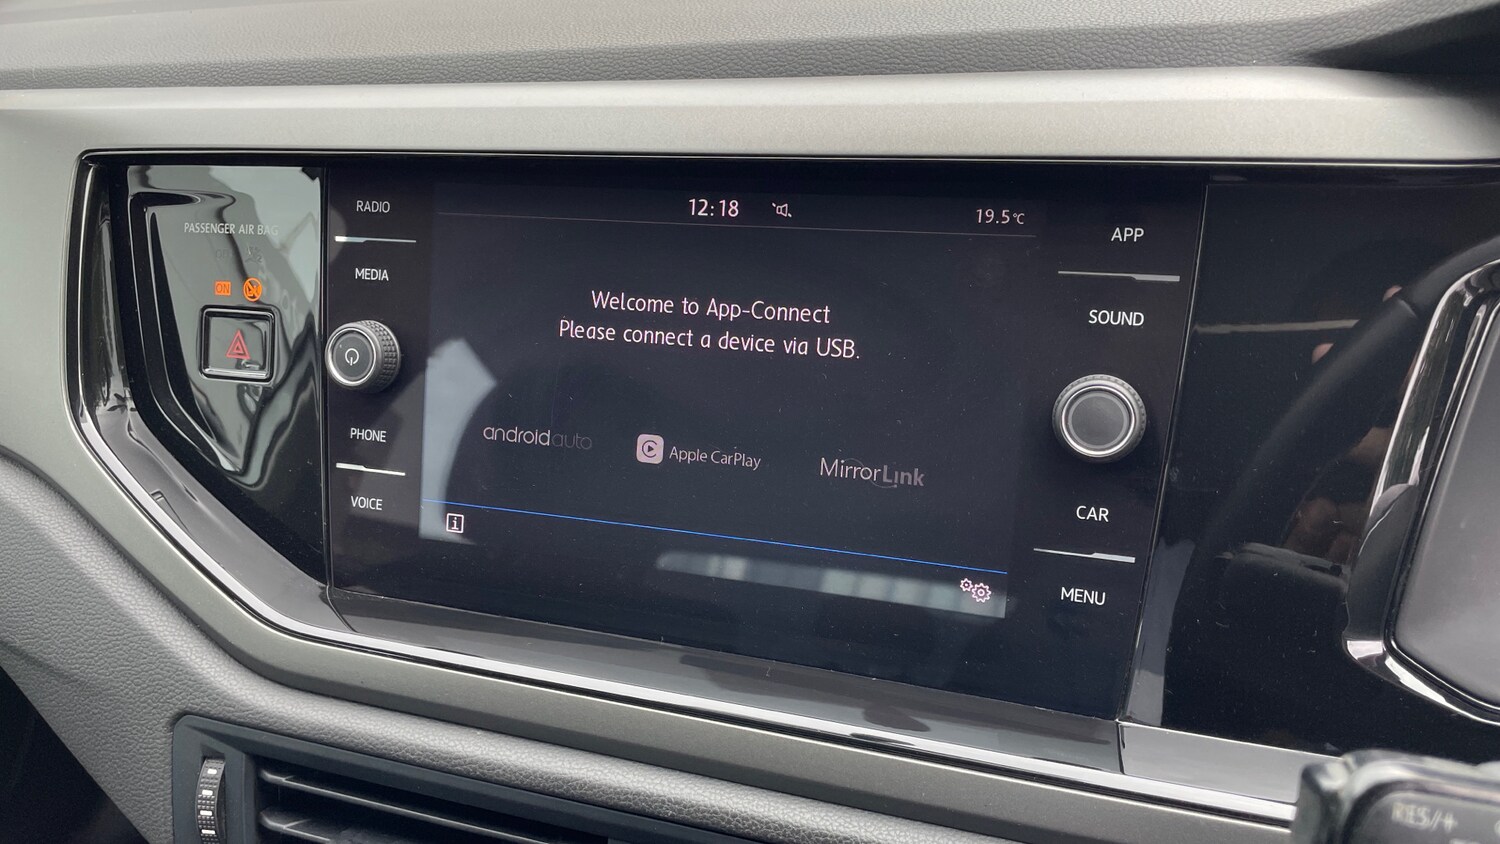 PASSENGER AIR BAG
ON
RADIO
MEDIA
PHONE
VOICE
12:18
19.5°C
Welcome to App-Connect
Please connect a device via USB.
androidauto
Apple CarPlay
MirrorLink
i
APP
SOUND
CAR
MENU
RES/+